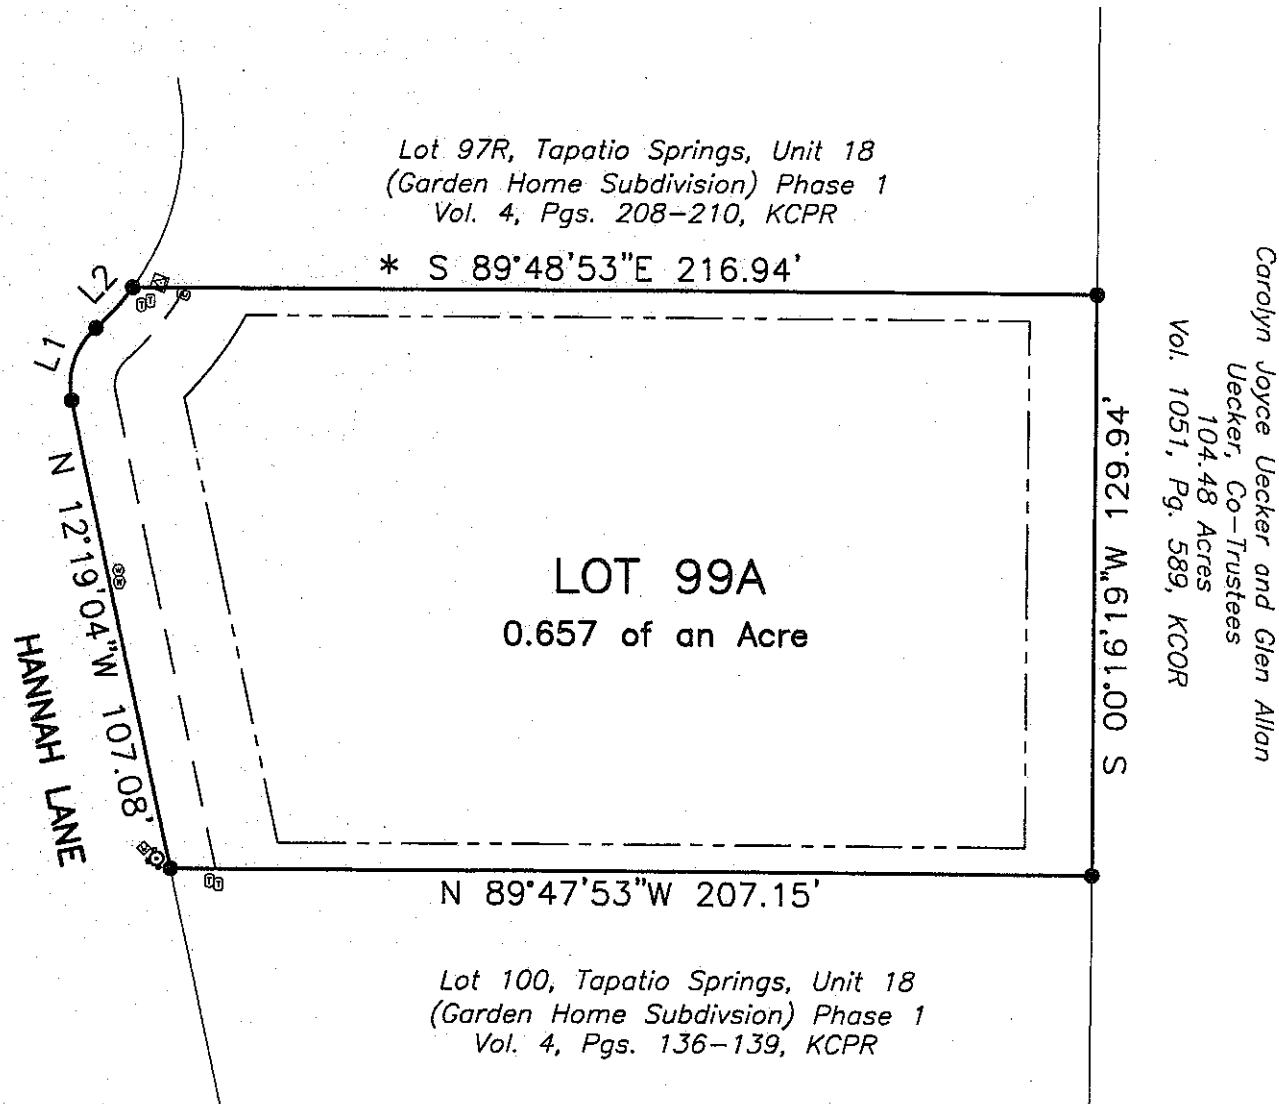 Lot 97R, Tapatio Springs, Unit 18
(Garden Home Subdivision) Phase 1
Vol. 4, Pgs. 208-210, KCPR
* S 89°48'53"E 216.94'
L2
L1
N 12°19'04"W 107.08'
HANNAH LANE
LOT 99A
0.657 of an Acre
S 00°16'19"W 129.94'
Carolyn Joyce Uecker and Glen Allan
Uecker, Co-Trustees
104.48 Acres
Vol. 1051, Pg. 589, KCOR
N 89°47'53"W 207.15'
Lot 100, Tapatio Springs, Unit 18
(Garden Home Subdivsion) Phase 1
Vol. 4, Pgs. 136-139, KCPR